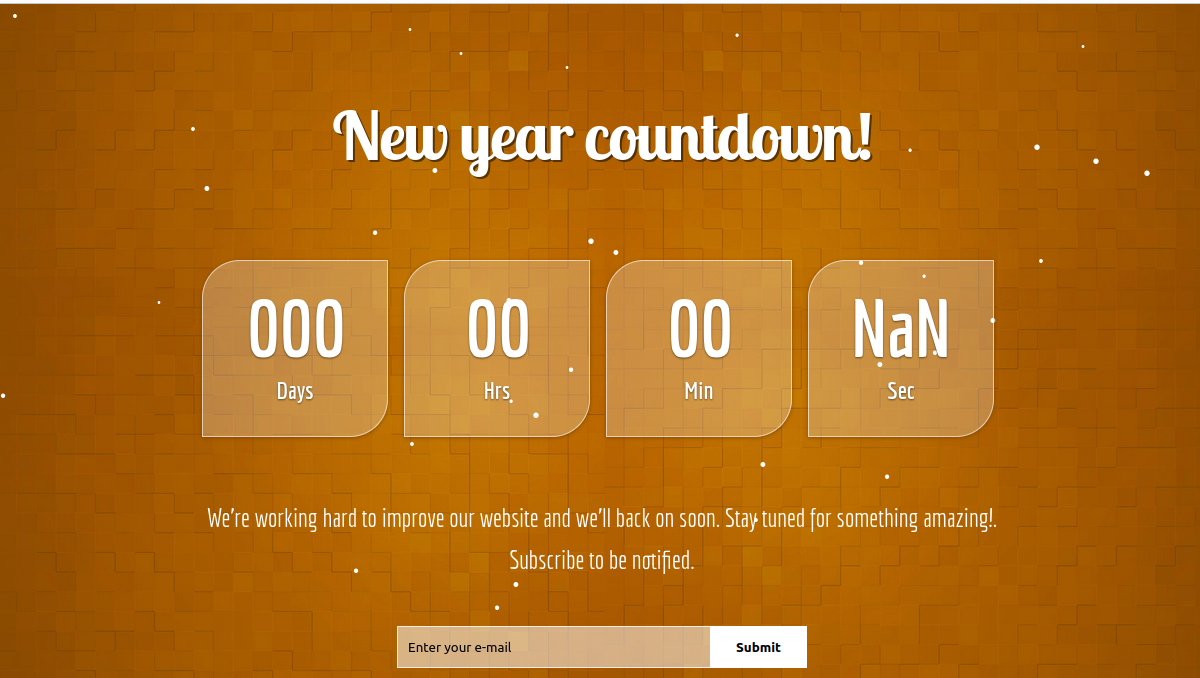 New year countdown!
000
Days
00
Hrs
00
Min
NaN
Sec
We're working hard to improve our website and we'll back on soon. Stay tuned for something amazing!.
Subscribe to be notified.
Enter your e-mail
Submit